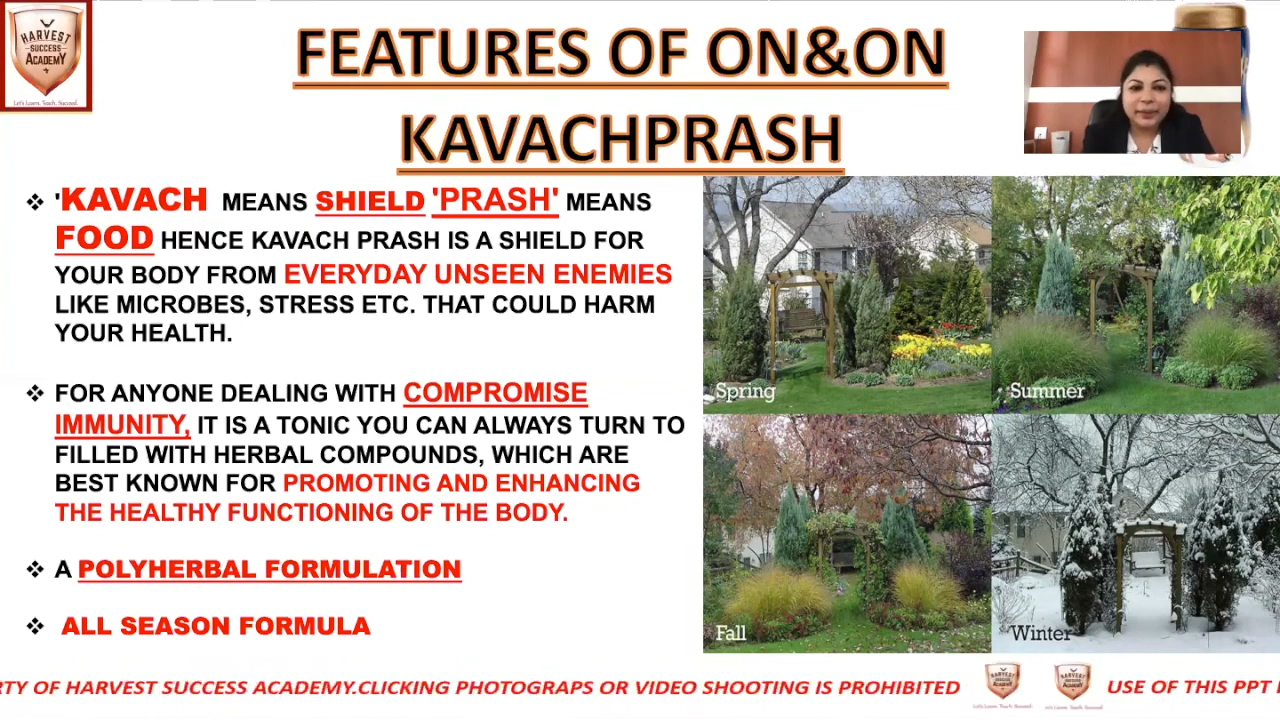 HARVEST
SUCCESS
ACADEMY
Let's Learn. Teach. Succeed.
FEATURES OF ON&ON
KAVACHPRASH
❖ 'KAVACH MEANS SHIELD 'PRASH' MEANS
FOOD HENCE KAVACH PRASH IS A SHIELD FOR
YOUR BODY FROM EVERYDAY UNSEEN ENEMIES
LIKE MICROBES, STRESS ETC. THAT COULD HARM
YOUR HEALTH.
❖ FOR ANYONE DEALING WITH COMPROMISE
IMMUNITY, IT IS A TONIC YOU CAN ALWAYS TURN TO
FILLED WITH HERBAL COMPOUNDS, WHICH ARE
BEST KNOWN FOR PROMOTING AND ENHANCING
THE HEALTHY FUNCTIONING OF THE BODY.
❖ A POLYHERBAL FORMULATION
❖ ALL SEASON FORMULA
Spring
Summer
Fall
Winter
RTY OF HARVEST SUCCESS ACADEMY.CLICKING PHOTOGRAPS OR VIDEO SHOOTING IS PROHIBITED
USE OF THIS PPT